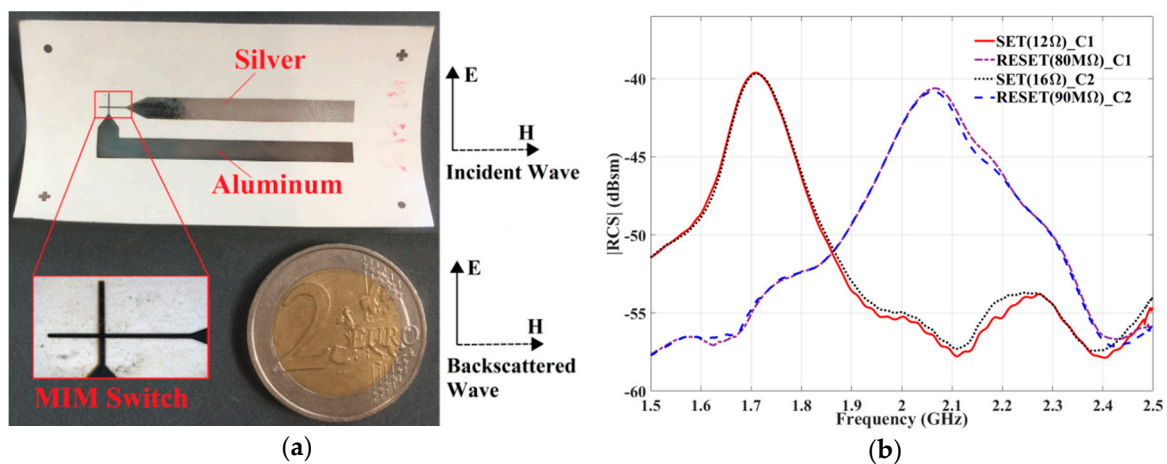 Silver
Aluminum
MIM Switch
2 EURO
E
H
Incident Wave
E
H
Backscattered
Wave
(a)
SET(12Ω)_C1
RESET(80MΩ)_C1
SET(16Ω)_C2
RESET(90MΩ)_C2
|RCS| (dBsm)
-40
-45
-50
-55
-60
1.5 1.6 1.7 1.8 1.9 2 2.1 2.2 2.3 2.4 2.5
Frequency (GHz)
(b)